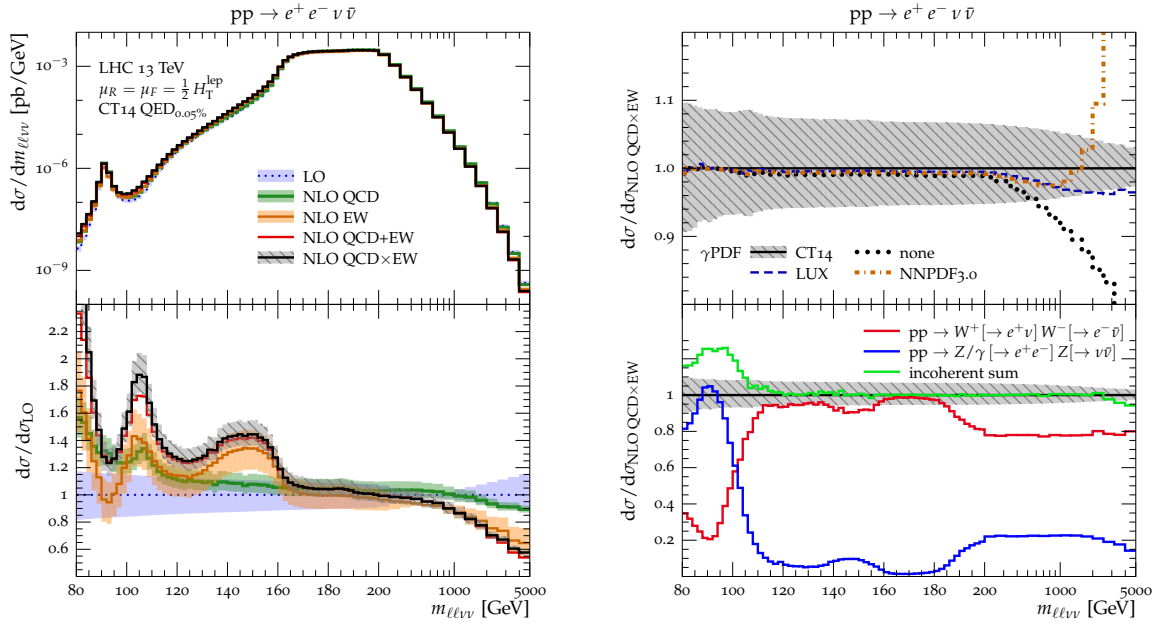 pp → e⁺ e⁻ ν ν̄
dσ/dm_ℓℓνν [pb/GeV]
10⁻³
10⁻⁶
10⁻⁹
LHC 13 TeV
μ_R = μ_F = ½ H_T^lep
CT14 QED_0.05%
LO
NLO QCD
NLO EW
NLO QCD+EW
NLO QCD×EW
dσ/dσ_LO
2.2
2
1.8
1.6
1.4
1.2
1
0.8
0.6
80 100 120 140 160 180 200 1000 5000
m_ℓℓνν [GeV]
pp → e⁺ e⁻ ν ν̄
dσ/dσ_NLO QCD×EW
1.1
1.0
0.9
γPDF
CT14
LUX
none
NNPDF3.0
dσ/dσ_NLO QCD×EW
1.2
1
0.8
0.6
0.4
0.2
pp → W⁺[→ e⁺ν] W⁻[→ e⁻ν̄]
pp → Z/γ [→ e⁺e⁻] Z[→ νν̄]
incoherent sum
80 100 120 140 160 180 200 1000 5000
m_ℓℓνν [GeV]